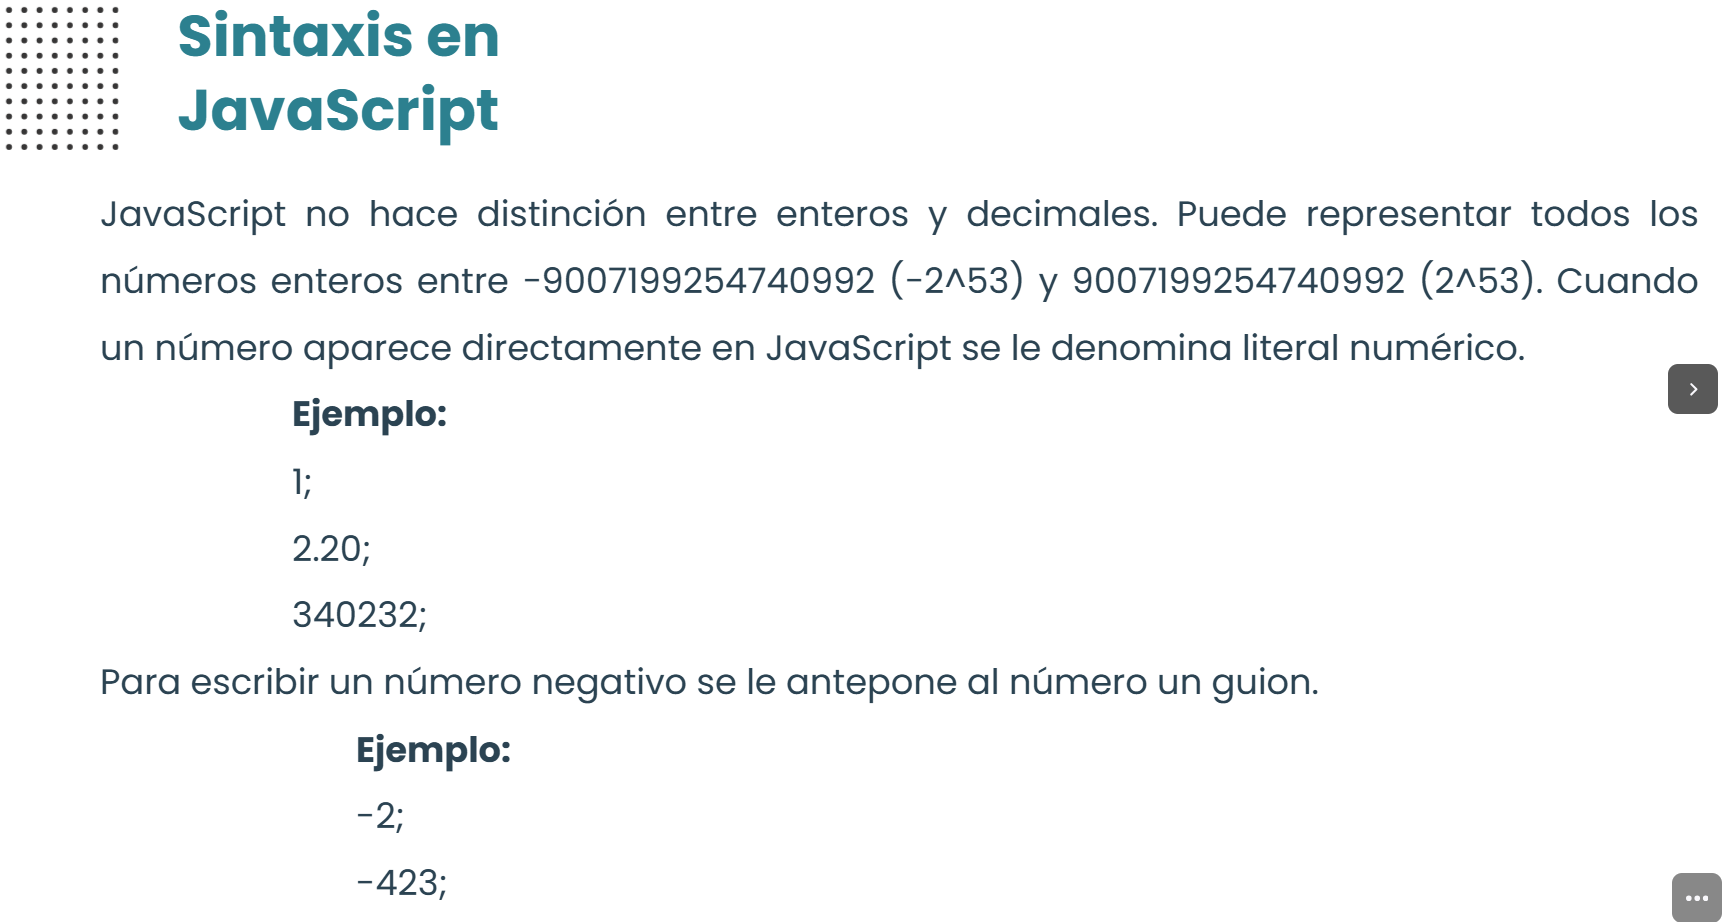 Sintaxis en
JavaScript
JavaScript no hace distinción entre enteros y decimales. Puede representar todos los
números enteros entre -9007199254740992 (-2^53) y 9007199254740992 (2^53). Cuando
un número aparece directamente en JavaScript se le denomina literal numérico.
Ejemplo:
1;
2.20;
340232;
Para escribir un número negativo se le antepone al número un guion.
Ejemplo:
-2;
-423;